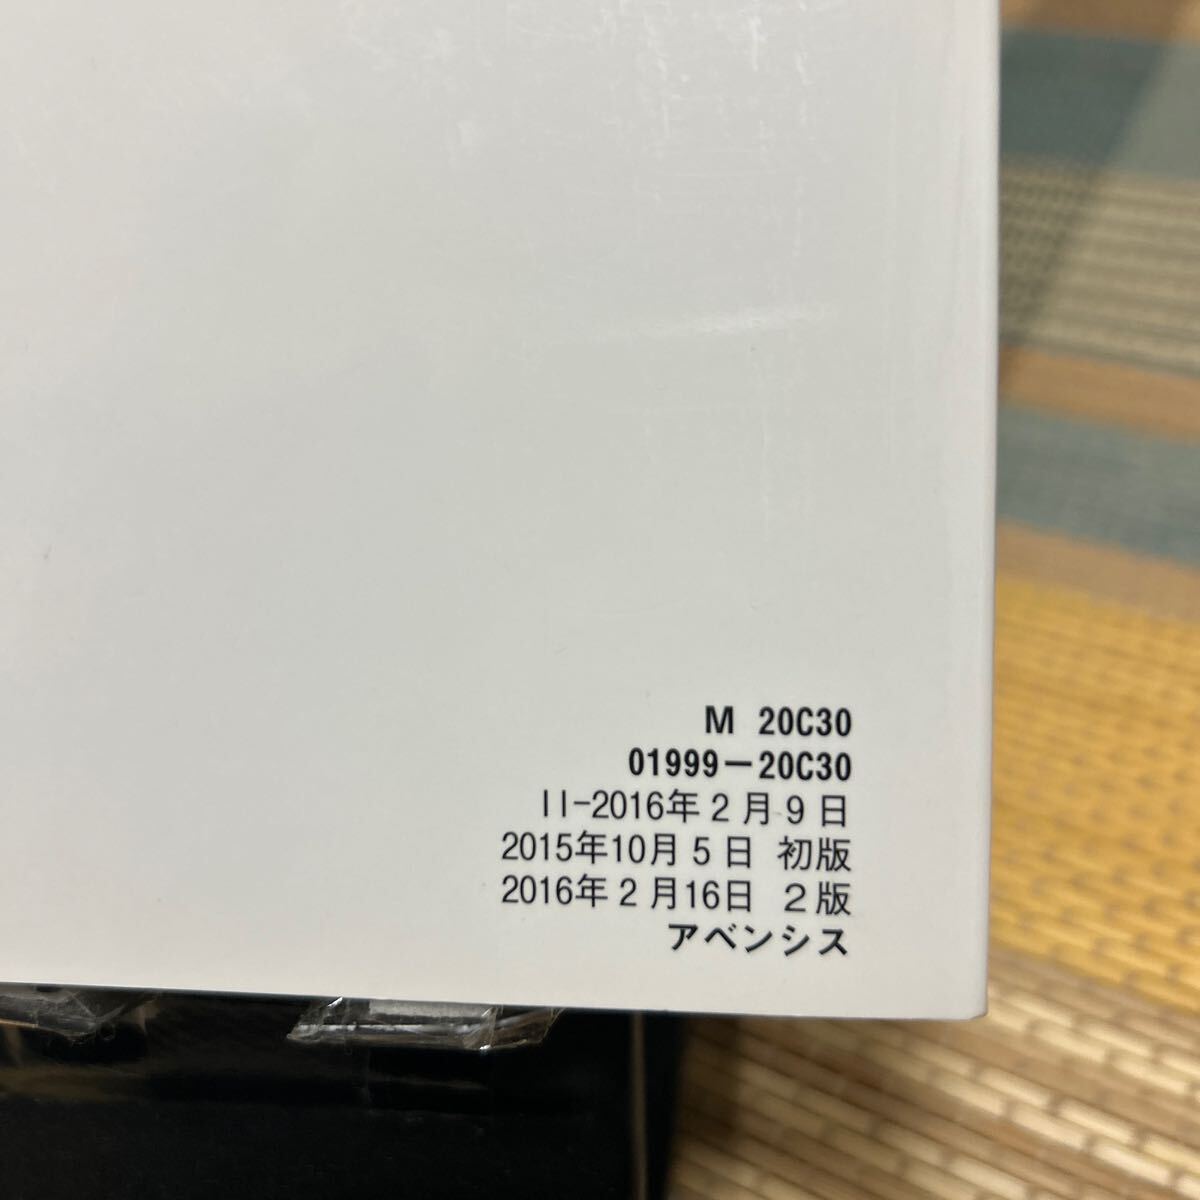 M 20C30
01999－20C30
II-2016年2月9日
2015年10月5日 初版
2016年2月16日 2版
アベンシス